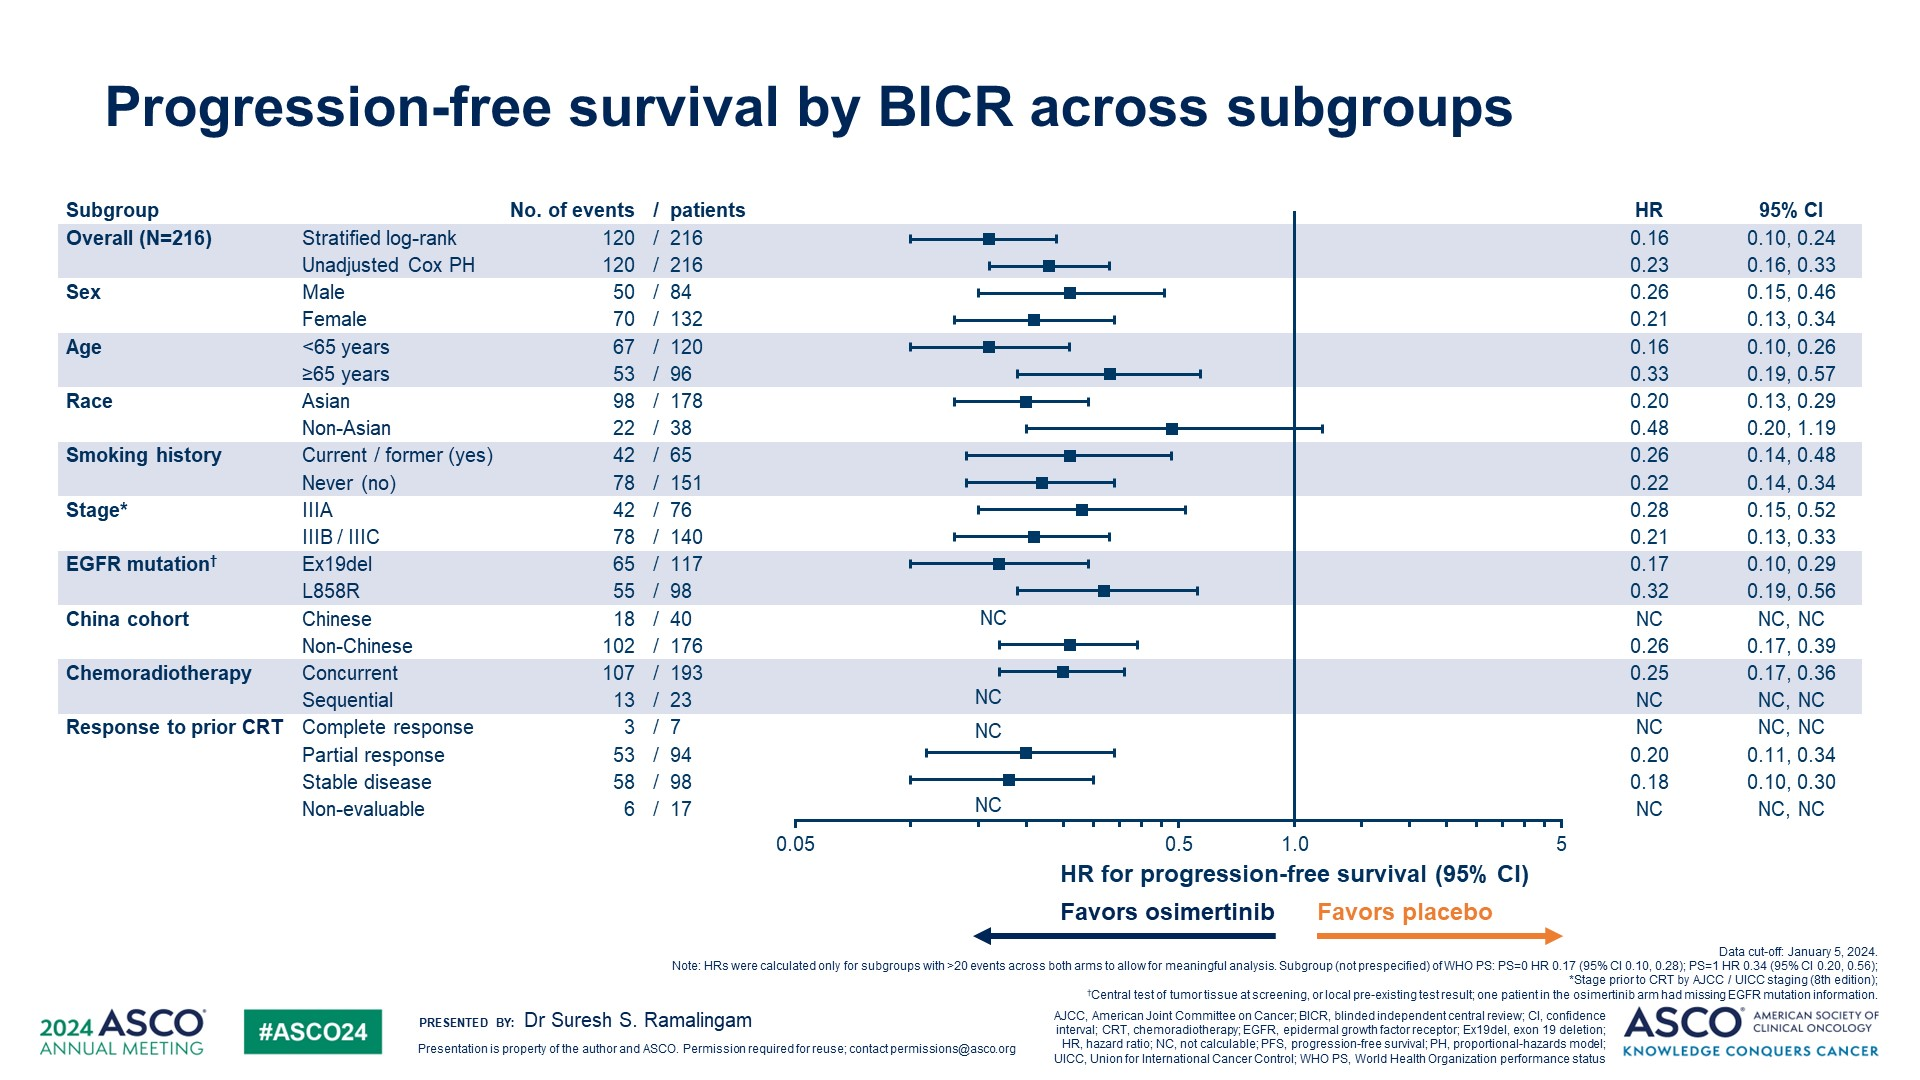 Progression-free survival by BICR across subgroups
Subgroup No. of events / patients HR 95% CI
Overall (N=216) Stratified log-rank 120 / 216 0.16 0.10, 0.24
Unadjusted Cox PH 120 / 216 0.23 0.16, 0.33
Sex Male 50 / 84 0.26 0.15, 0.46
Female 70 / 132 0.21 0.13, 0.34
Age <65 years 67 / 120 0.16 0.10, 0.26
≥65 years 53 / 96 0.33 0.19, 0.57
Race Asian 98 / 178 0.20 0.13, 0.29
Non-Asian 22 / 38 0.48 0.20, 1.19
Smoking history Current / former (yes) 42 / 65 0.26 0.14, 0.48
Never (no) 78 / 151 0.22 0.14, 0.34
Stage* IIIA 42 / 76 0.28 0.15, 0.52
IIIB / IIIC 78 / 140 0.21 0.13, 0.33
EGFR mutation† Ex19del 65 / 117 0.17 0.10, 0.29
L858R 55 / 98 0.32 0.19, 0.56
China cohort Chinese 18 / 40 NC NC NC, NC
Non-Chinese 102 / 176 0.26 0.17, 0.39
Chemoradiotherapy Concurrent 107 / 193 0.25 0.17, 0.36
Sequential 13 / 23 NC NC NC, NC
Response to prior CRT Complete response 3 / 7 NC NC NC, NC
Partial response 53 / 94 0.20 0.11, 0.34
Stable disease 58 / 98 0.18 0.10, 0.30
Non-evaluable 6 / 17 NC NC NC, NC
0.05 0.5 1.0 5
HR for progression-free survival (95% CI)
Favors osimertinib Favors placebo
Data cut-off: January 5, 2024.
Note: HRs were calculated only for subgroups with >20 events across both arms to allow for meaningful analysis. Subgroup (not prespecified) of WHO PS: PS=0 HR 0.17 (95% CI 0.10, 0.28); PS=1 HR 0.34 (95% CI 0.20, 0.56);
*Stage prior to CRT by AJCC / UICC staging (8th edition);
†Central test of tumor tissue at screening, or local pre-existing test result; one patient in the osimertinib arm had missing EGFR mutation information.
AJCC, American Joint Committee on Cancer; BICR, blinded independent central review; CI, confidence
interval; CRT, chemoradiotherapy; EGFR, epidermal growth factor receptor; Ex19del, exon 19 deletion;
HR, hazard ratio; NC, not calculable; PFS, progression-free survival; PH, proportional-hazards model;
UICC, Union for International Cancer Control; WHO PS, World Health Organization performance status
2024 ASCO®
ANNUAL MEETING
#ASCO24
PRESENTED BY: Dr Suresh S. Ramalingam
Presentation is property of the author and ASCO. Permission required for reuse; contact permissions@asco.org
ASCO® AMERICAN SOCIETY OF
CLINICAL ONCOLOGY
KNOWLEDGE CONQUERS CANCER